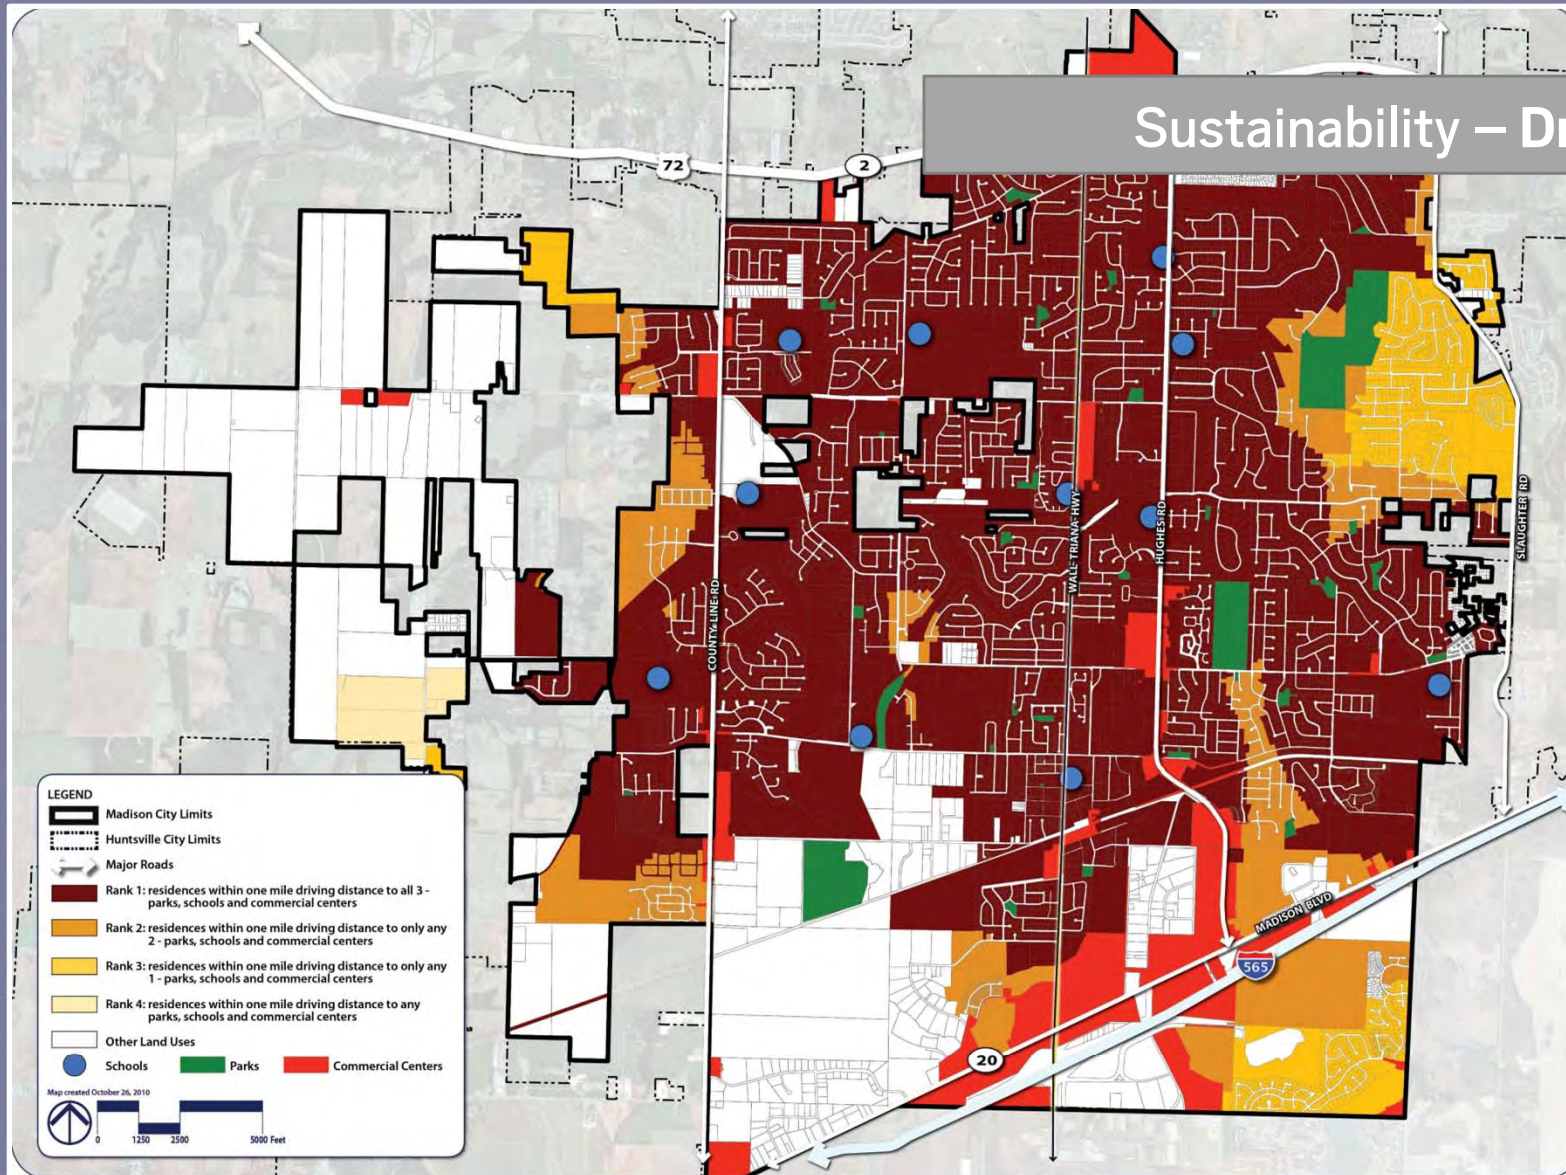 Sustainability – Dr
72
2
COUNTY LINE RD
WALL TRIANA HWY
HUGHES RD
SLAUGHTER RD
MADISON BLVD
565
20
LEGEND
Madison City Limits
Huntsville City Limits
Major Roads
Rank 1: residences within one mile driving distance to all 3 -
parks, schools and commercial centers
Rank 2: residences within one mile driving distance to only any
2 - parks, schools and commercial centers
Rank 3: residences within one mile driving distance to only any
1 - parks, schools and commercial centers
Rank 4: residences within one mile driving distance to any
parks, schools and commercial centers
Other Land Uses
Schools Parks Commercial Centers
Map created October 26, 2010
0 1250 2500 5000 Feet